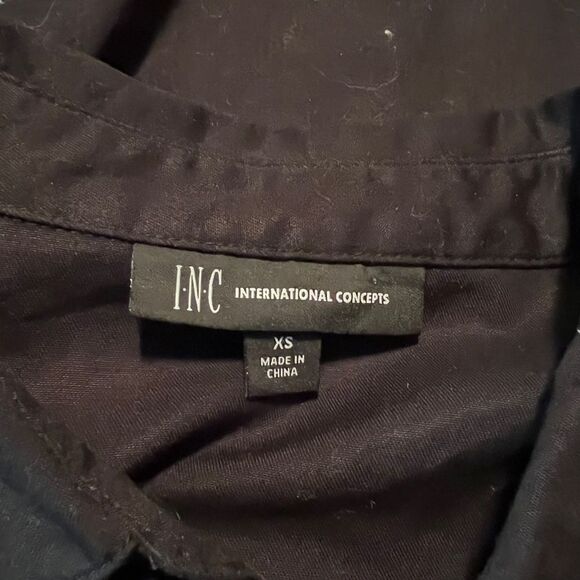 I·N·C INTERNATIONAL CONCEPTS
XS
MADE IN
CHINA